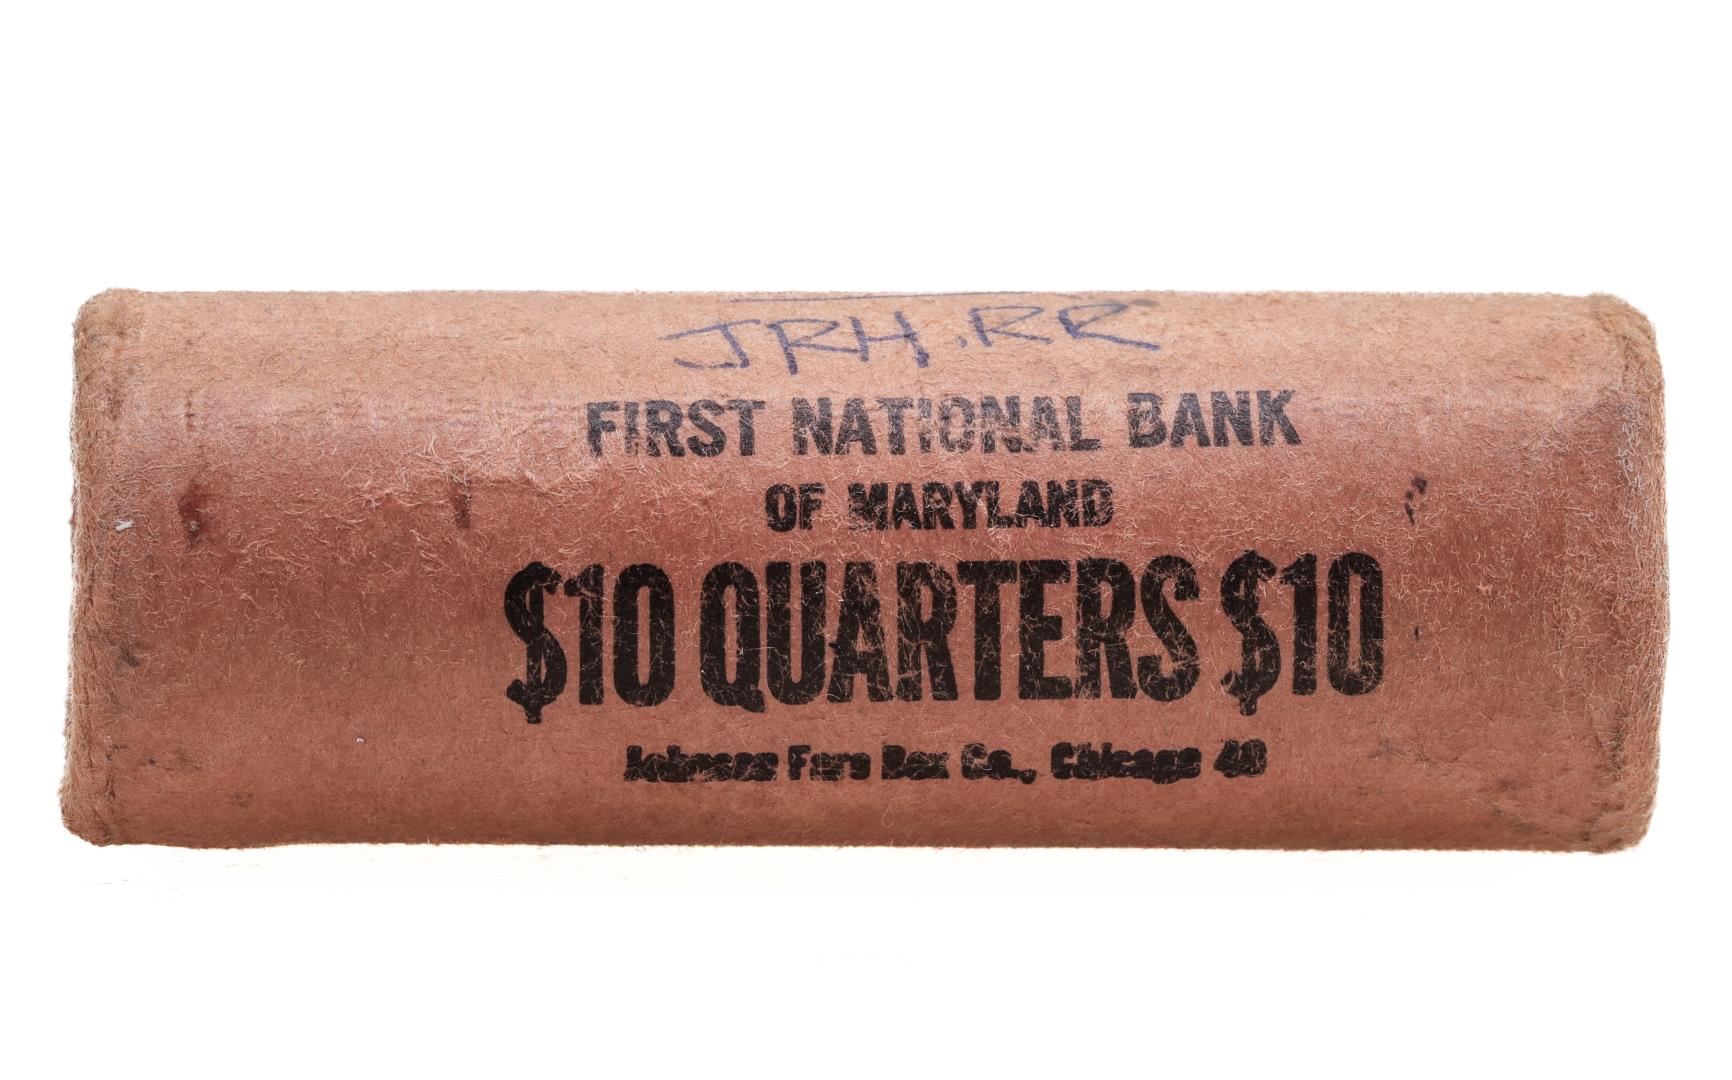 JRH.RR
FIRST NATIONAL BANK
OF MARYLAND
$10 QUARTERS $10
Johnson Fare Box Co., Chicago 40